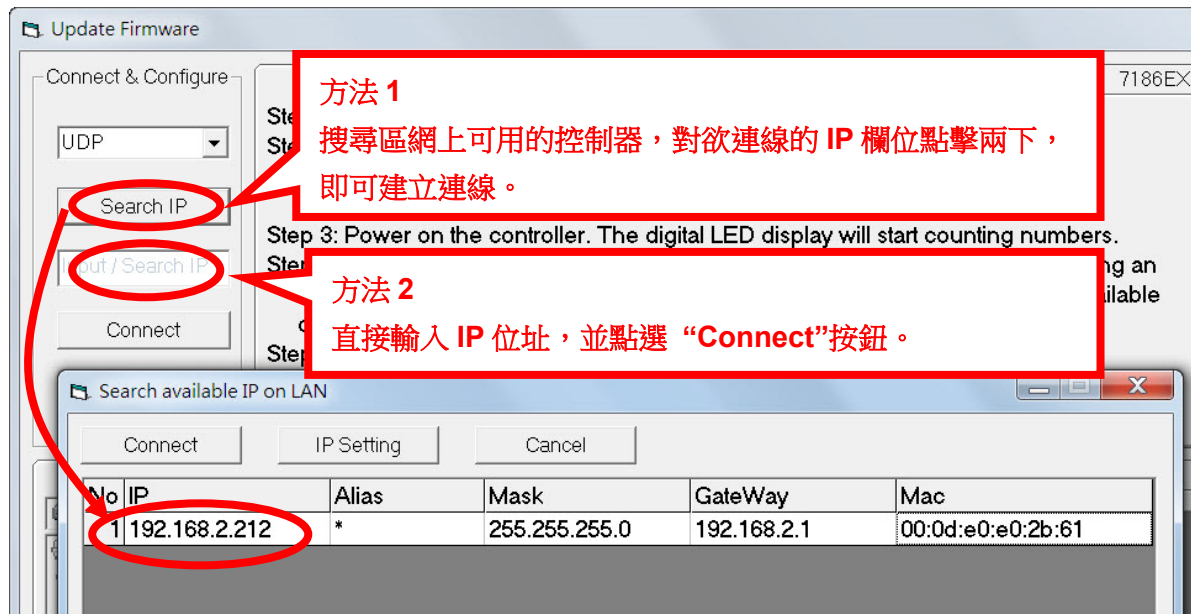 Update Firmware
Connect & Configure
7186EX
方法 1
搜尋區網上可用的控制器，對欲連線的 IP 欄位點擊兩下，
即可建立連線。
UDP
Search IP
Step 3: Power on the controller. The digital LED display will start counting numbers.
Input / Search IP
ng an
方法 2
直接輸入 IP 位址，並點選 “Connect”按鈕。
Connect
Search available IP on LAN
Connect IP Setting Cancel
No IP Alias Mask GateWay Mac
1 192.168.2.212 * 255.255.255.0 192.168.2.1 00:0d:e0:e0:2b:61